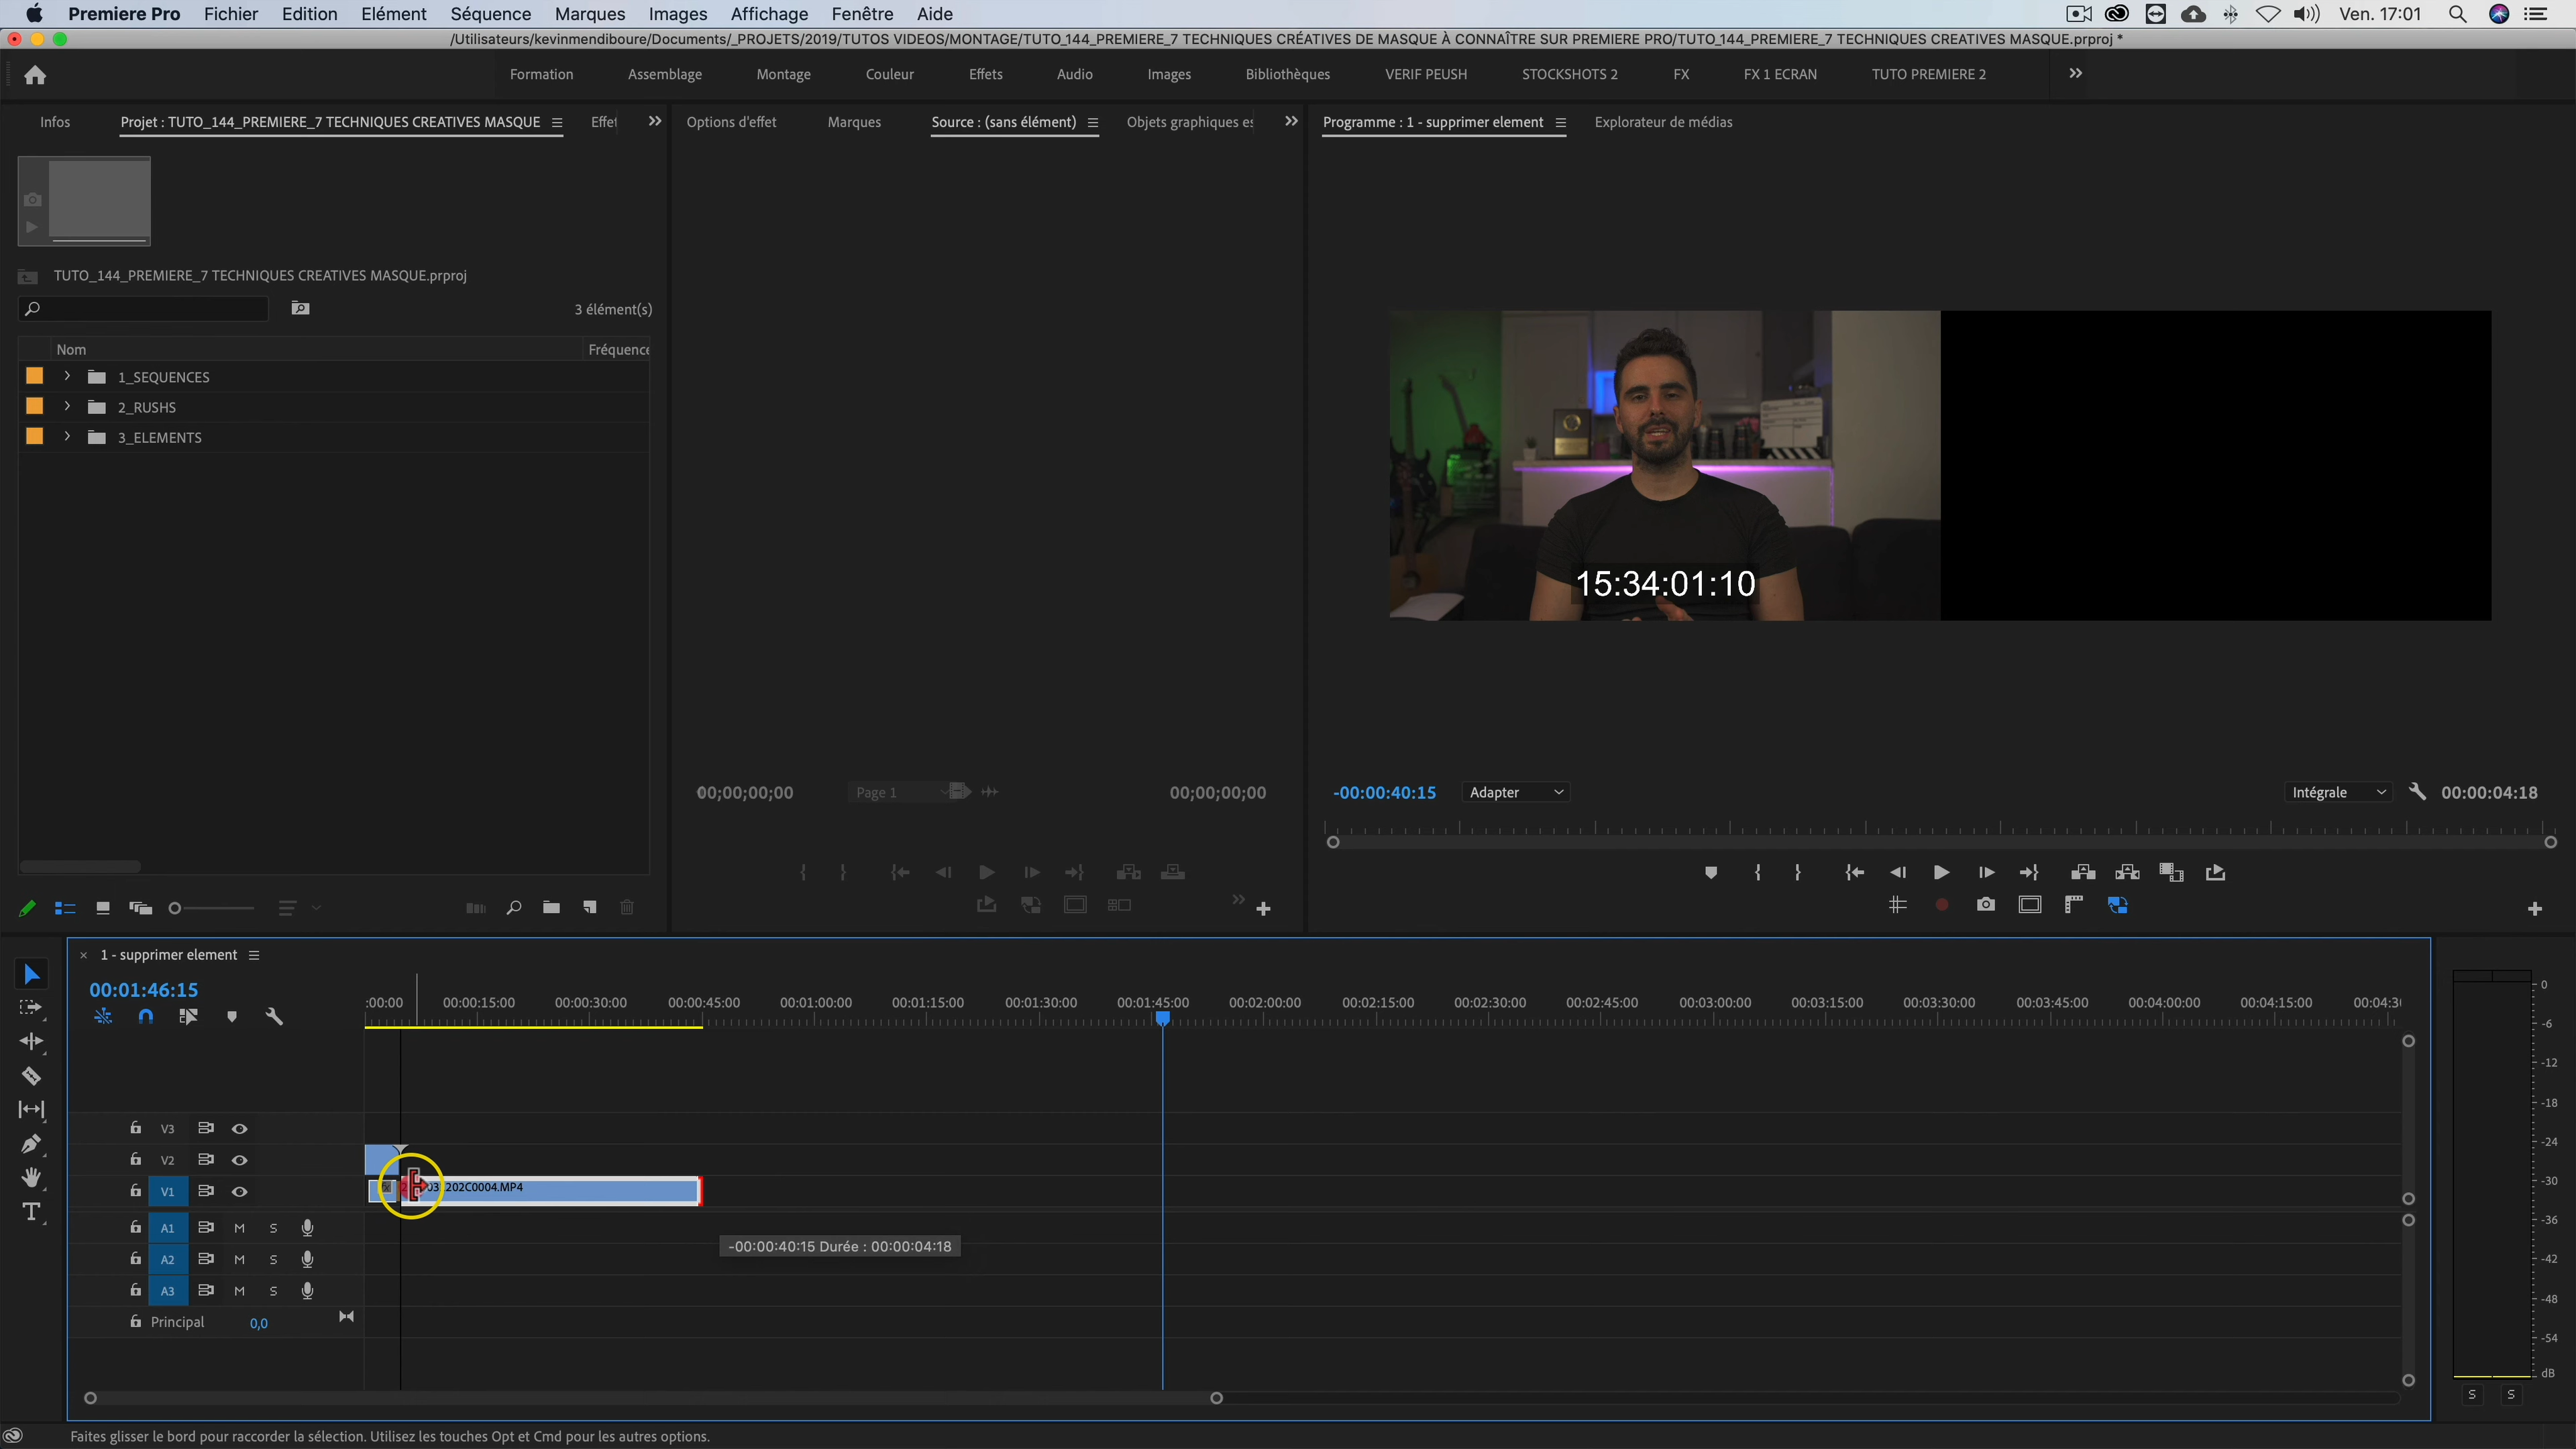 Premiere Pro Fichier Edition Elément Séquence Marques Images Affichage Fenêtre Aide Ven. 17:01
/Utilisateurs/kevinmendiboure/Documents/_PROJETS/2019/TUTOS VIDEOS/MONTAGE/TUTO_144_PREMIERE_7 TECHNIQUES CRÉATIVES DE MASQUE À CONNAÎTRE SUR PREMIERE PRO/TUTO_144_PREMIERE_7 TECHNIQUES CREATIVES MASQUE.prproj *
Formation Assemblage Montage Couleur Effets Audio Images Bibliothèques VERIF PEUSH STOCKSHOTS 2 FX FX 1 ECRAN TUTO PREMIERE 2
Infos Projet : TUTO_144_PREMIERE_7 TECHNIQUES CREATIVES MASQUE Effet Options d'effet Marques Source : (sans élément) Objets graphiques es Programme : 1 - supprimer element Explorateur de médias
TUTO_144_PREMIERE_7 TECHNIQUES CREATIVES MASQUE.prproj
3 élément(s)
Nom Fréquence
1_SEQUENCES
2_RUSHS
3_ELEMENTS
15:34:01:10
00;00;00;00 Page 1 00;00;00;00 -00:00:40:15 Adapter Intégrale 00:00:04:18
1 - supprimer element
00:01:46:15
:00:00 00:00:15:00 00:00:30:00 00:00:45:00 00:01:00:00 00:01:15:00 00:01:30:00 00:01:45:00 00:02:00:00 00:02:15:00 00:02:30:00 00:02:45:00 00:03:00:00 00:03:15:00 00:03:30:00 00:03:45:00 00:04:00:00 00:04:15:00 00:04:30
V3
V2
V1 202C0004.MP4
A1 M S
A2 M S
-00:00:40:15 Durée : 00:00:04:18
A3 M S
Principal 0,0
0
-6
-12
-18
-24
-30
-36
-42
-48
-54
dB
S S
Faites glisser le bord pour raccorder la sélection. Utilisez les touches Opt et Cmd pour les autres options.